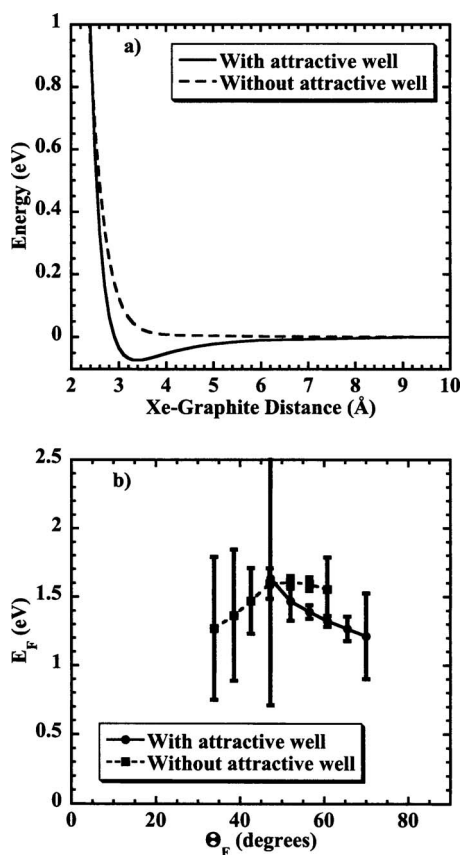 1
a)
With attractive well
Without attractive well
0.8
0.6
0.4
0.2
0
Energy (eV)
2 3 4 5 6 7 8 9 10
Xe-Graphite Distance (Å)
2.5
b)
2
1.5
1
0.5
0
E_F (eV)
With attractive well
Without attractive well
0 20 40 60 80
Θ_F (degrees)